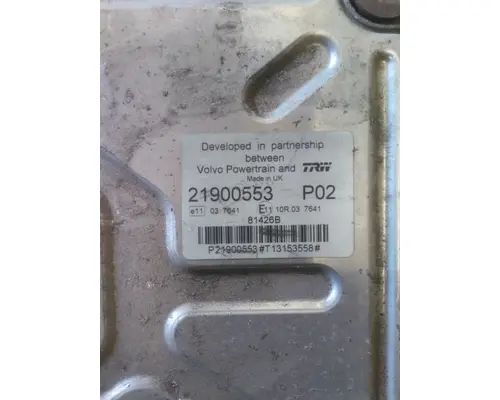 Developed in partnership
between
Volvo Powertrain and TRW
Made in UK
21900553 P02
e11 03 7641 E11 10R 03 7641
81426B
P21900553#T13153558#